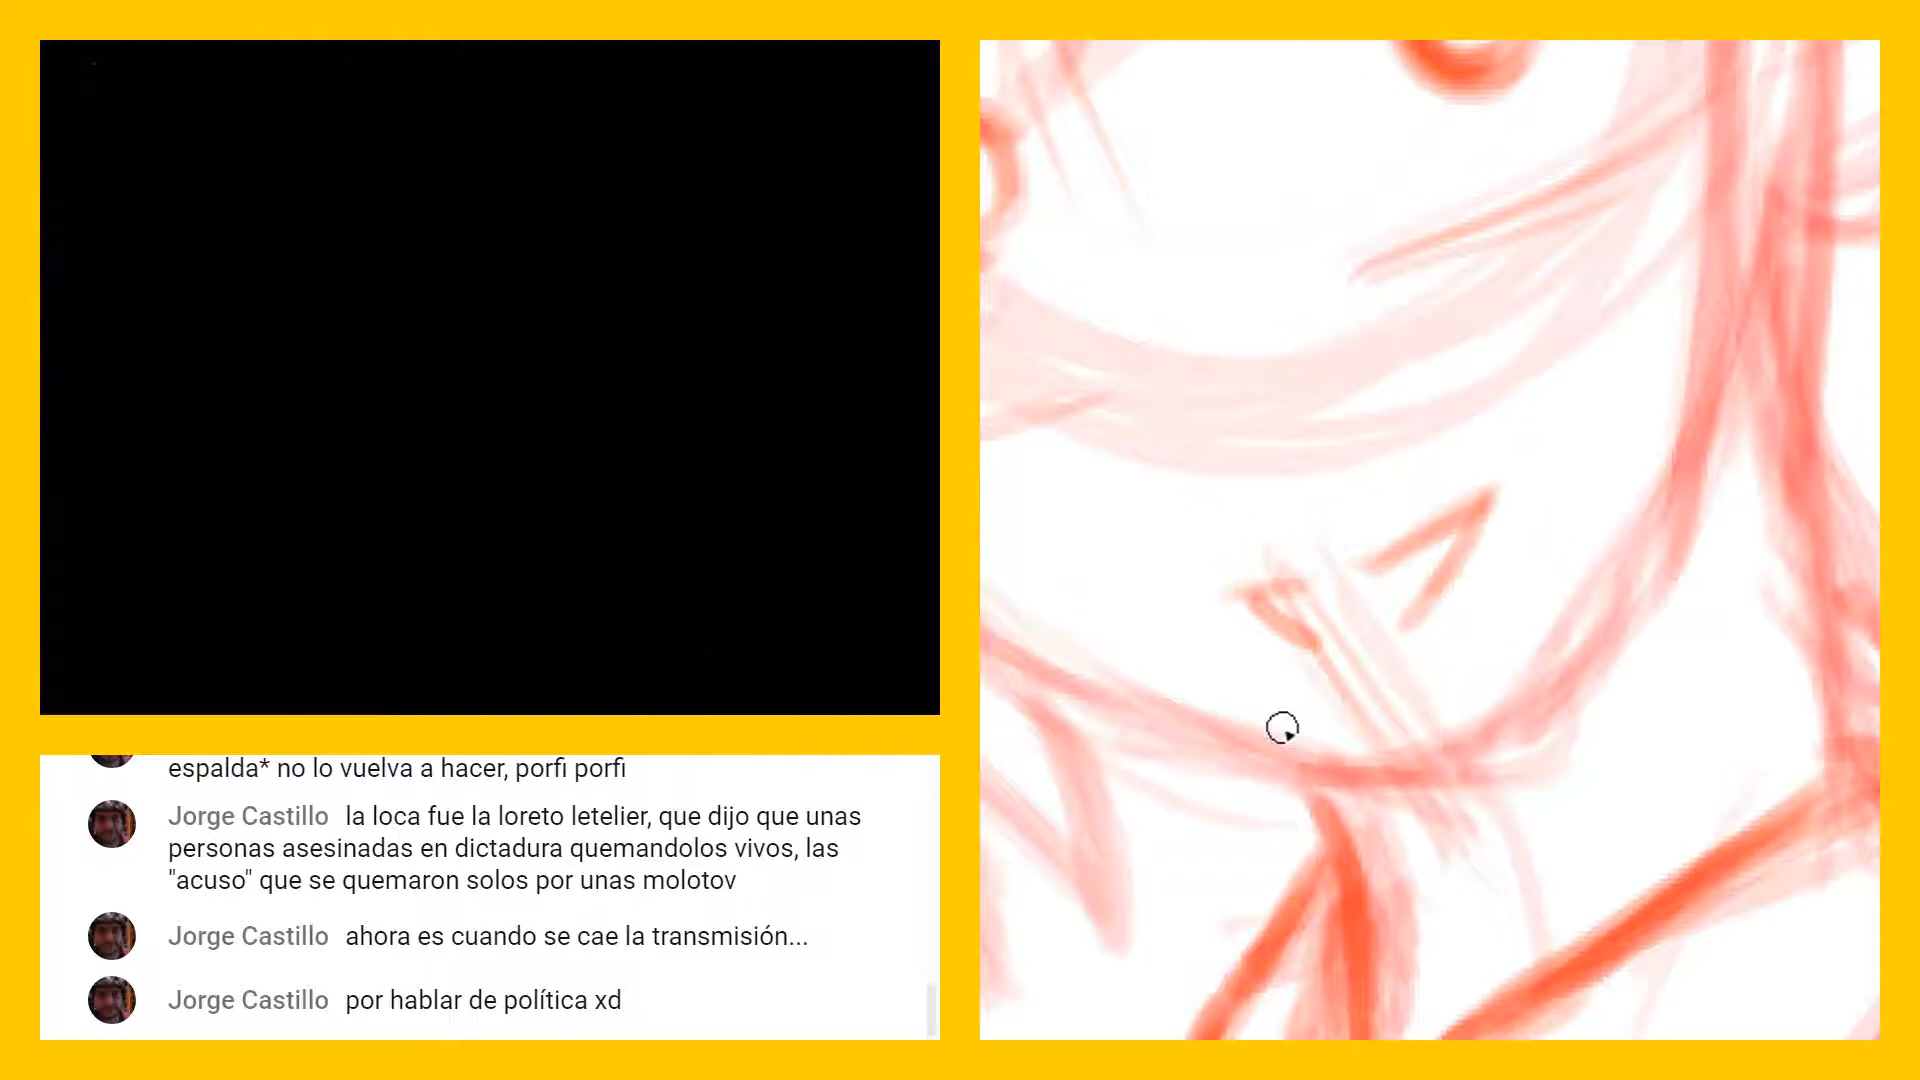 espalda* no lo vuelva a hacer, porfi porfi
Jorge Castillo la loca fue la loreto letelier, que dijo que unas
personas asesinadas en dictadura quemandolos vivos, las
"acuso" que se quemaron solos por unas molotov
Jorge Castillo ahora es cuando se cae la transmisión...
Jorge Castillo por hablar de política xd